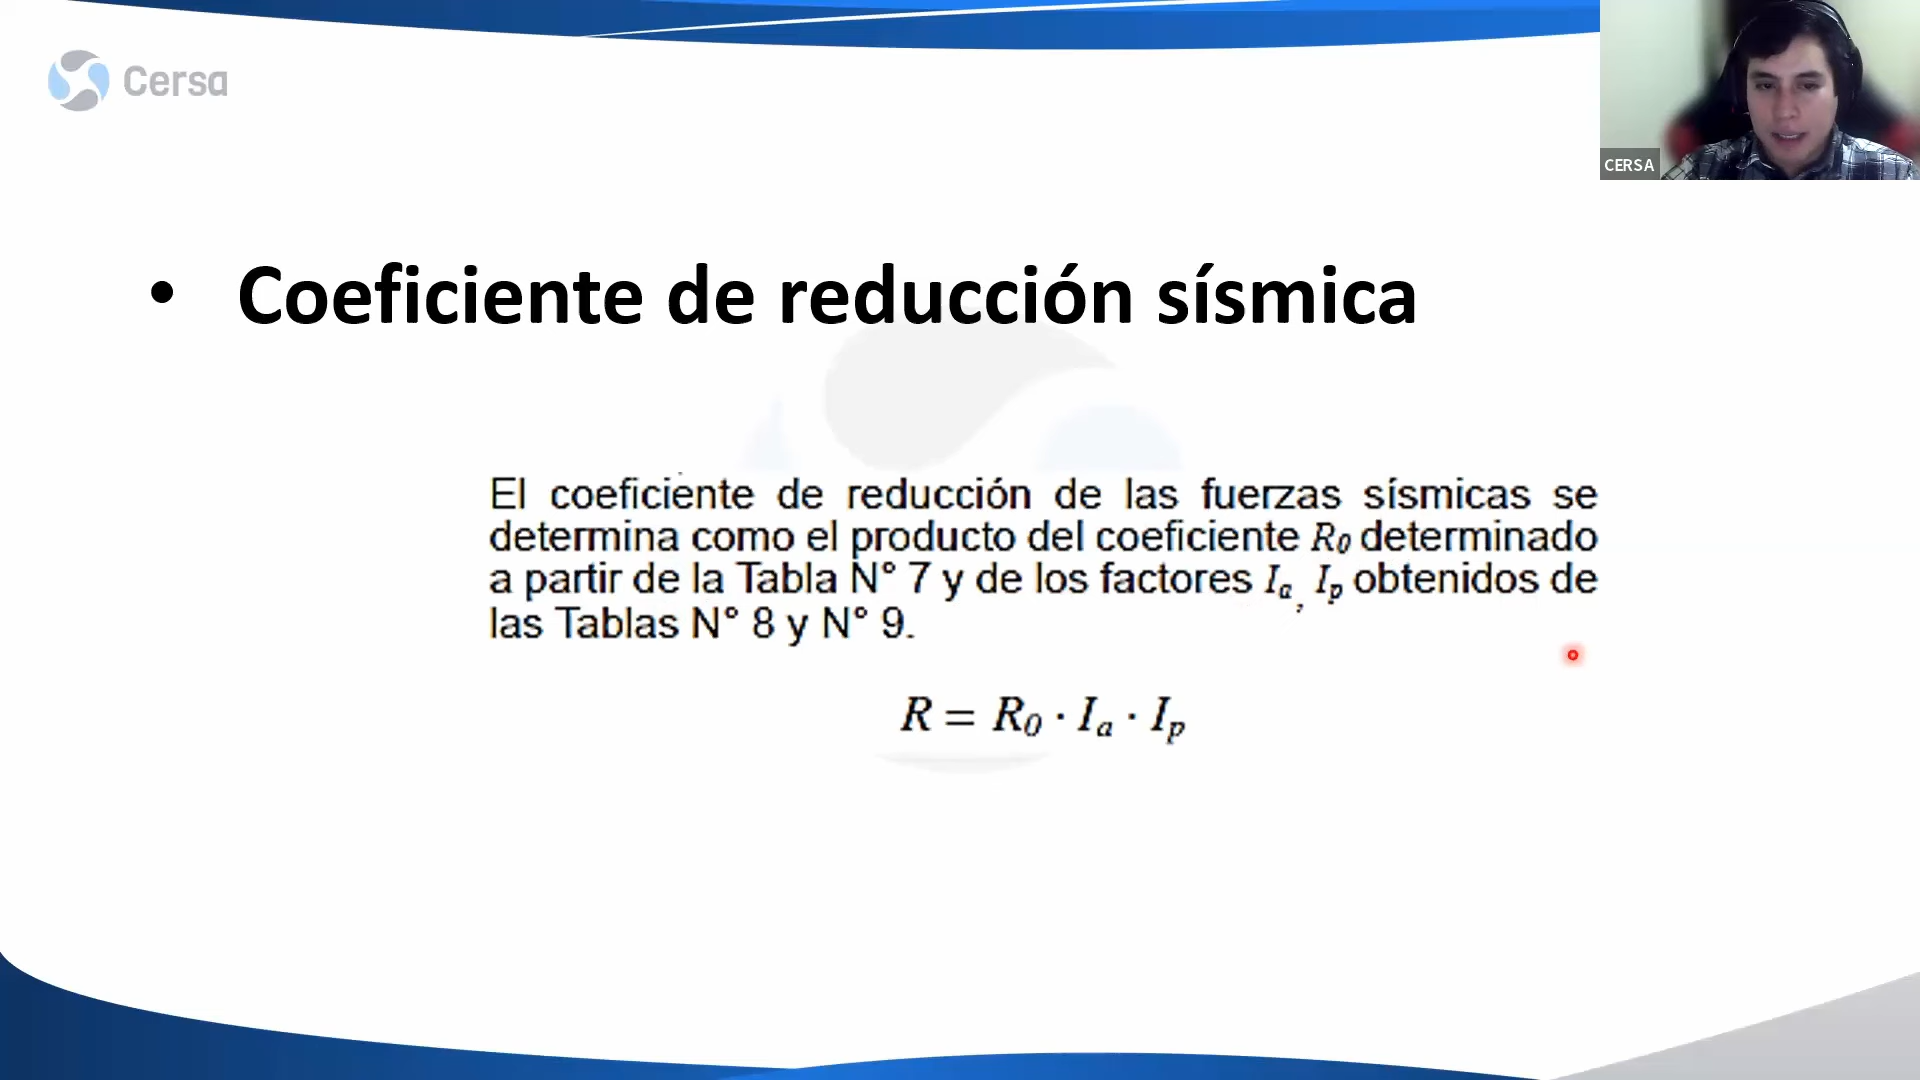 Cersa
CERSA
• Coeficiente de reducción sísmica
El coeficiente de reducción de las fuerzas sísmicas se
determina como el producto del coeficiente R₀ determinado
a partir de la Tabla N° 7 y de los factores Iₐ, Iₚ obtenidos de
las Tablas N° 8 y N° 9.
R = R₀ · Iₐ · Iₚ